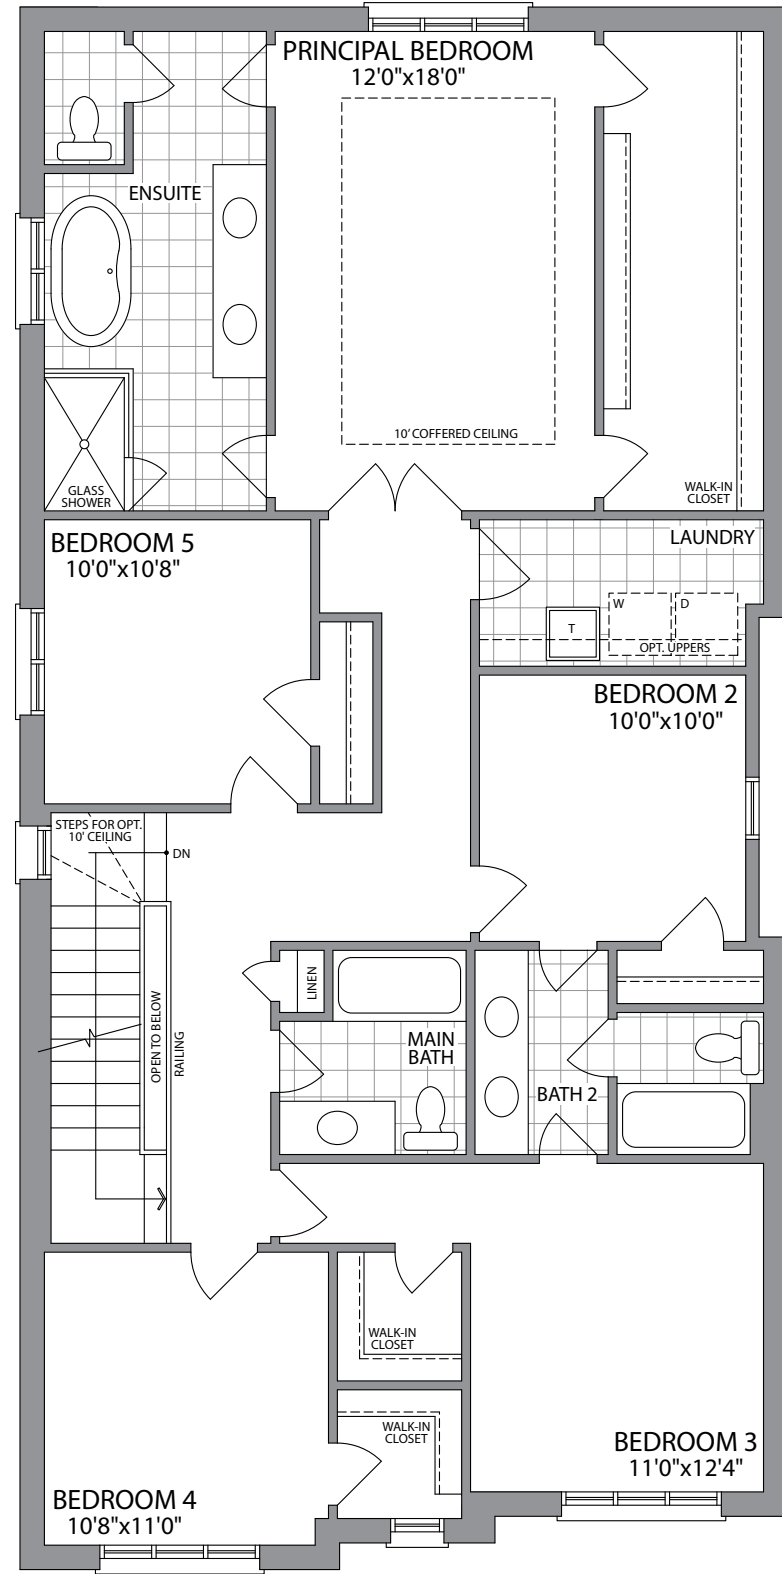 PRINCIPAL BEDROOM
12'0"x18'0"
ENSUITE
10' COFFERED CEILING
GLASS
SHOWER
WALK-IN
CLOSET
BEDROOM 5
10'0"x10'8"
LAUNDRY
W
D
T
OPT. UPPERS
BEDROOM 2
10'0"x10'0"
STEPS FOR OPT.
10' CEILING
DN
LINEN
OPEN TO BELOW
RAILING
MAIN
BATH
BATH 2
WALK-IN
CLOSET
WALK-IN
CLOSET
BEDROOM 3
11'0"x12'4"
BEDROOM 4
10'8"x11'0"